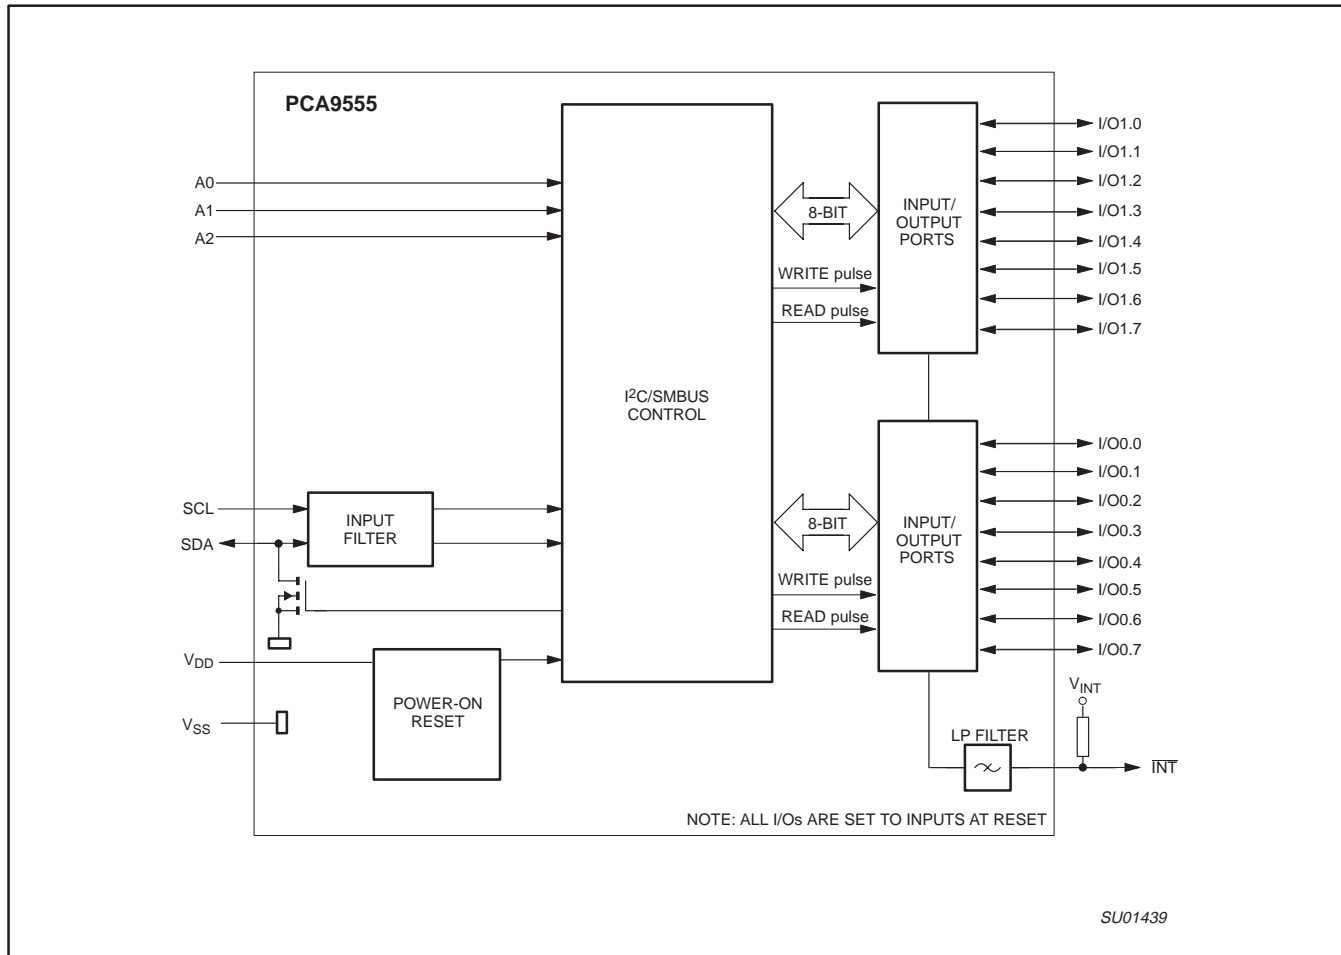 PCA9555
A0
A1
A2
SCL
SDA
VDD
VSS
INPUT
FILTER
POWER-ON
RESET
I2C/SMBUS
CONTROL
8-BIT
WRITE pulse
READ pulse
INPUT/
OUTPUT
PORTS
I/O1.0
I/O1.1
I/O1.2
I/O1.3
I/O1.4
I/O1.5
I/O1.6
I/O1.7
8-BIT
WRITE pulse
READ pulse
INPUT/
OUTPUT
PORTS
I/O0.0
I/O0.1
I/O0.2
I/O0.3
I/O0.4
I/O0.5
I/O0.6
I/O0.7
VINT
LP FILTER
INT
NOTE: ALL I/Os ARE SET TO INPUTS AT RESET
SU01439